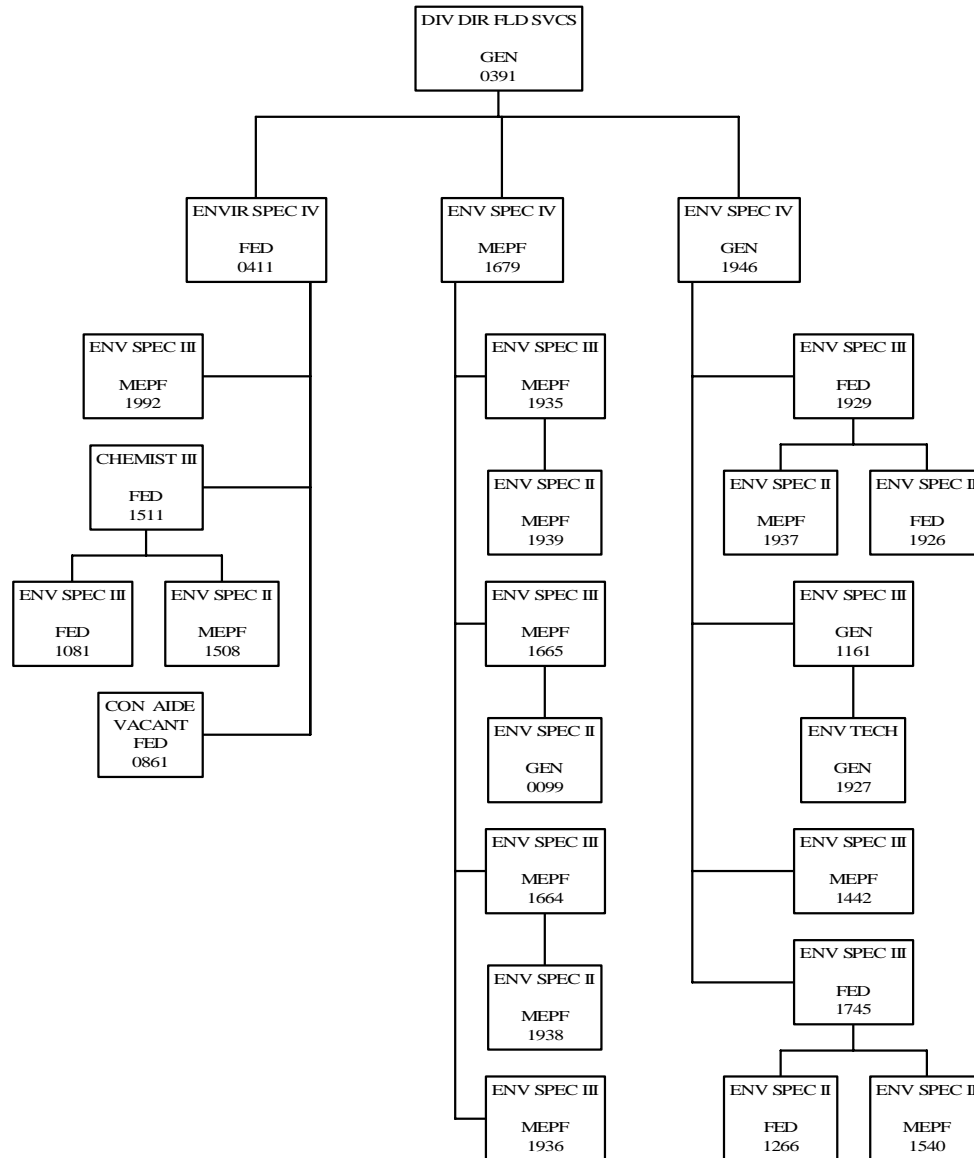 DIV DIR FLD SVCS
GEN
0391
ENVIR SPEC IV
FED
0411
ENV SPEC IV
MEPF
1679
ENV SPEC IV
GEN
1946
ENV SPEC III
MEPF
1992
CHEMIST III
FED
1511
ENV SPEC III
FED
1081
ENV SPEC II
MEPF
1508
CON AIDE
VACANT
FED
0861
ENV SPEC III
MEPF
1935
ENV SPEC II
MEPF
1939
ENV SPEC III
MEPF
1665
ENV SPEC II
GEN
0099
ENV SPEC III
MEPF
1664
ENV SPEC II
MEPF
1938
ENV SPEC III
MEPF
1936
ENV SPEC III
FED
1929
ENV SPEC II
MEPF
1937
ENV SPEC II
FED
1926
ENV SPEC III
GEN
1161
ENV TECH
GEN
1927
ENV SPEC III
MEPF
1442
ENV SPEC III
FED
1745
ENV SPEC II
FED
1266
ENV SPEC II
MEPF
1540